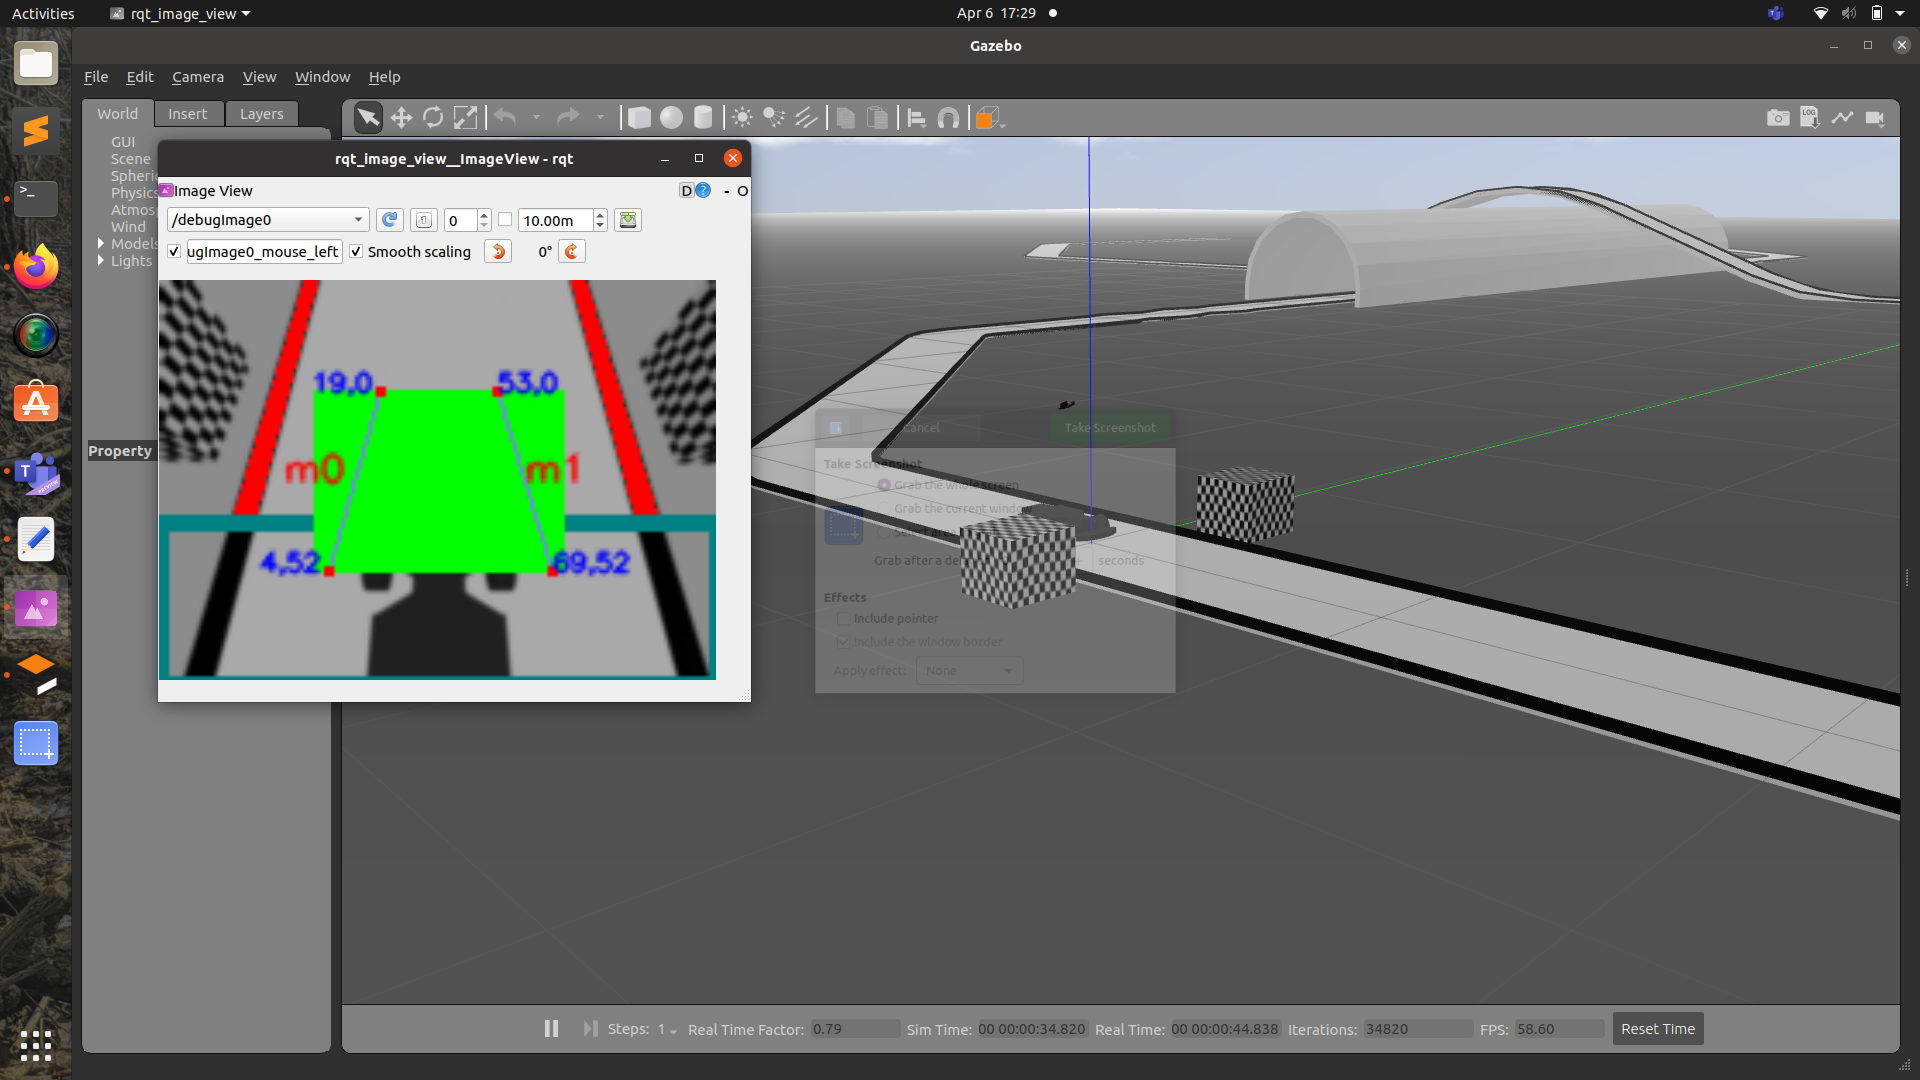 Activities
rqt_image_view
Apr 6 17:29
Gazebo
File Edit Camera View Window Help
World Insert Layers
GUI
Scene
Spheri
Physics
Atmos
Wind
Models
Lights
Property
rqt_image_view__ImageView - rqt
Image View
D ? - O
/debugImage0 0 10.00m
ugImage0_mouse_left Smooth scaling 0°
19,0 53,0
m0 m1
4,52 69,52
LOG
Cancel Take Screenshot
Take Screenshot
Grab the whole screen
Grab the current window
Select area
Grab after a de
seconds
Effects
Include pointer
Include the window border
Apply effect: None
Steps: 1 Real Time Factor: 0.79 Sim Time: 00 00:00:34.820 Real Time: 00 00:00:44.838 Iterations: 34820 FPS: 58.60 Reset Time